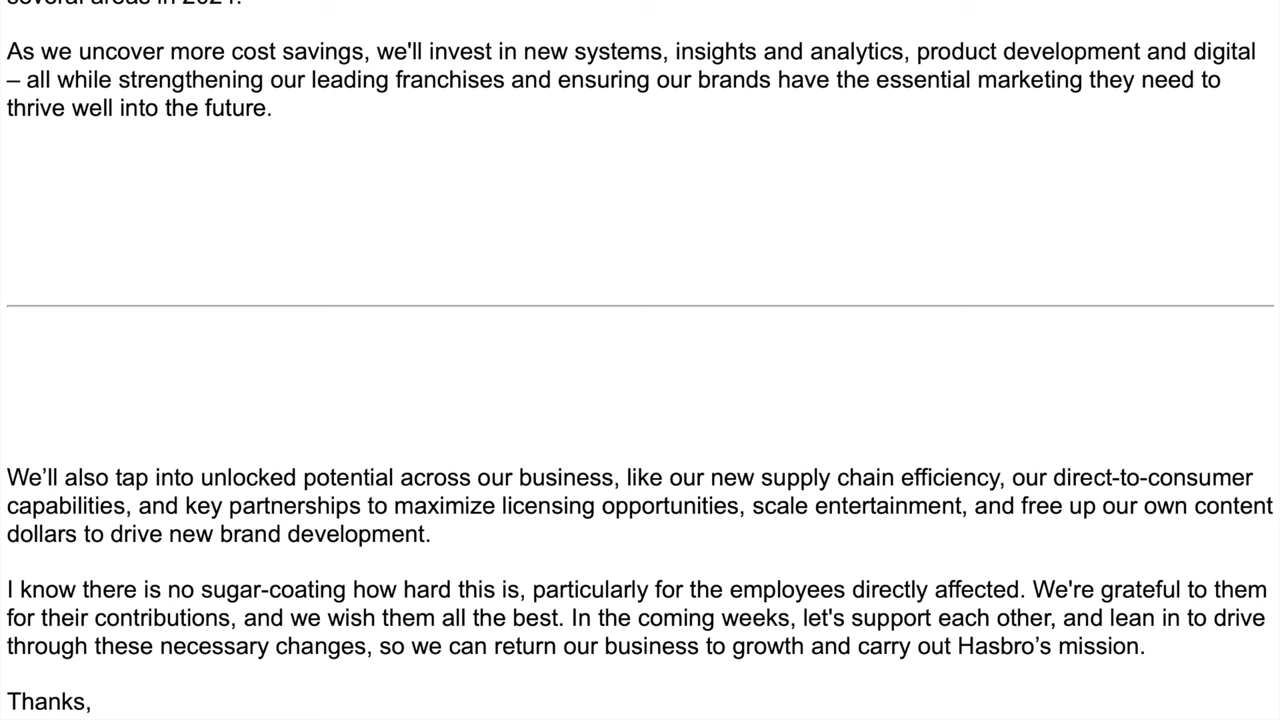 As we uncover more cost savings, we'll invest in new systems, insights and analytics, product development and digital
– all while strengthening our leading franchises and ensuring our brands have the essential marketing they need to
thrive well into the future.
We’ll also tap into unlocked potential across our business, like our new supply chain efficiency, our direct-to-consumer
capabilities, and key partnerships to maximize licensing opportunities, scale entertainment, and free up our own content
dollars to drive new brand development.
I know there is no sugar-coating how hard this is, particularly for the employees directly affected. We're grateful to them
for their contributions, and we wish them all the best. In the coming weeks, let's support each other, and lean in to drive
through these necessary changes, so we can return our business to growth and carry out Hasbro’s mission.
Thanks,